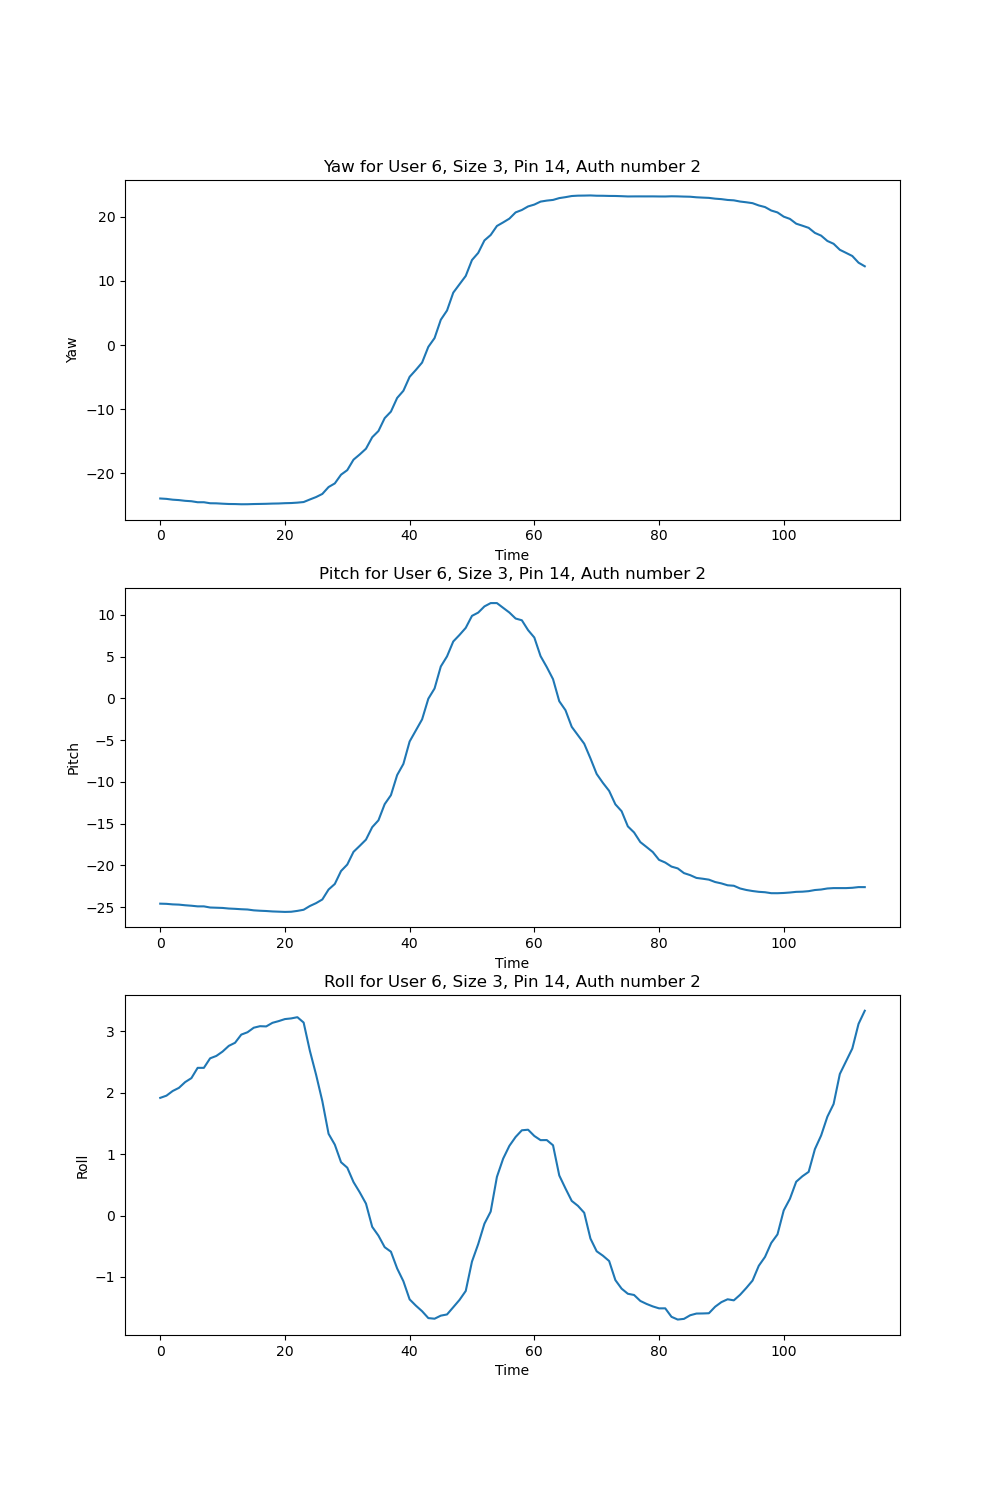 Yaw for User 6, Size 3, Pin 14, Auth number 2
20
10
0
−10
−20
Yaw
0 20 40 60 80 100
Time
Pitch for User 6, Size 3, Pin 14, Auth number 2
10
5
0
−5
−10
−15
−20
−25
Pitch
0 20 40 60 80 100
Time
Roll for User 6, Size 3, Pin 14, Auth number 2
3
2
1
0
−1
Roll
0 20 40 60 80 100
Time